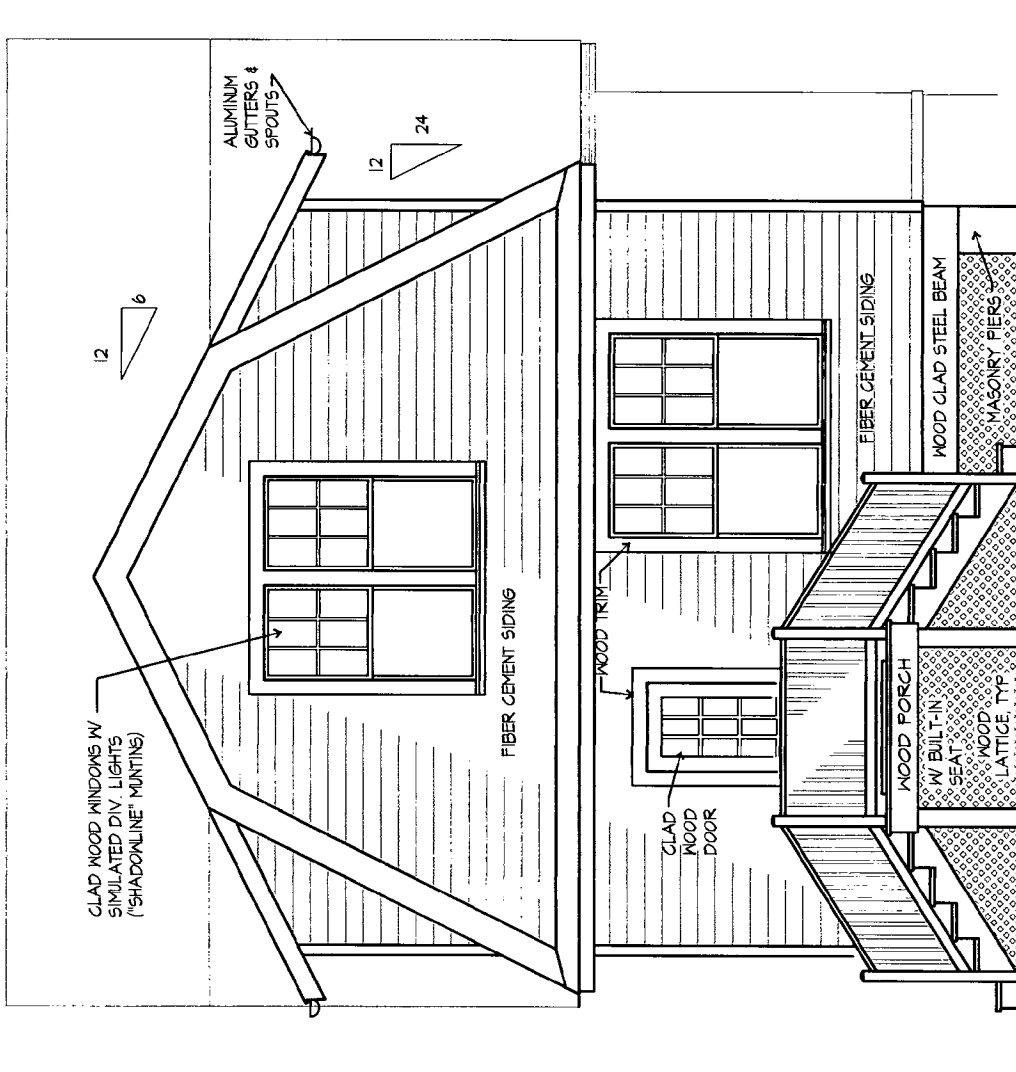 CLAD WOOD WINDOWS W/
SIMULATED DIV. LIGHTS
("SHADOWLINE" MUNTINS)
12
6
ALUMINUM
GUTTERS &
SPOUTS
12
24
FIBER CEMENT SIDING
WOOD TRIM
CLAD
WOOD
DOOR
FIBER CEMENT SIDING
WOOD CLAD STEEL BEAM
MASONRY PIERS
WOOD PORCH
W/ BUILT-IN
SEAT
WOOD
LATTICE, TYP.